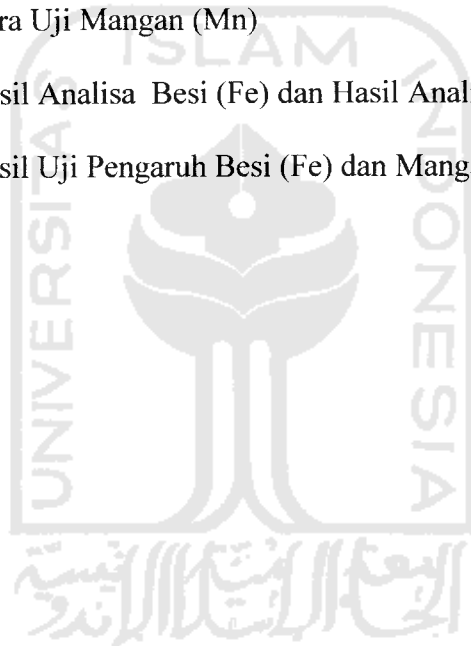 ra Uji Mangan (Mn)
sil Analisa Besi (Fe) dan Hasil Anal
sil Uji Pengaruh Besi (Fe) dan Mang
ISLAM
UNIVERSITAS
INDONESIA